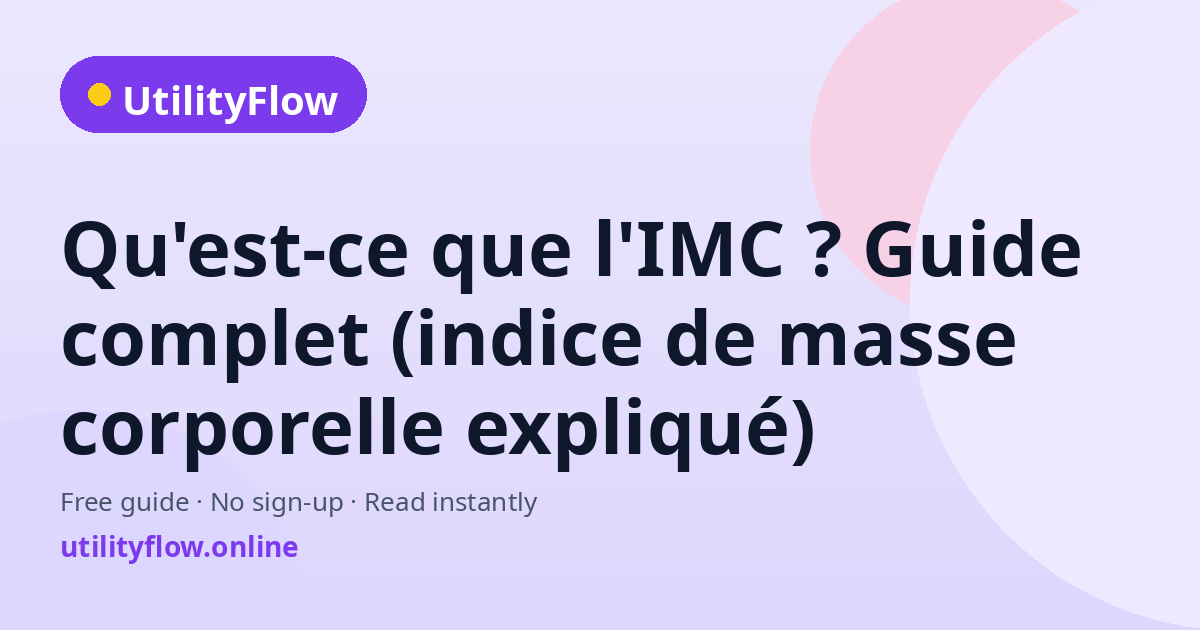 UtilityFlow
Qu'est-ce que l'IMC ? Guide
complet (indice de masse
corporelle expliqué)
Free guide · No sign-up · Read instantly
utilityflow.online